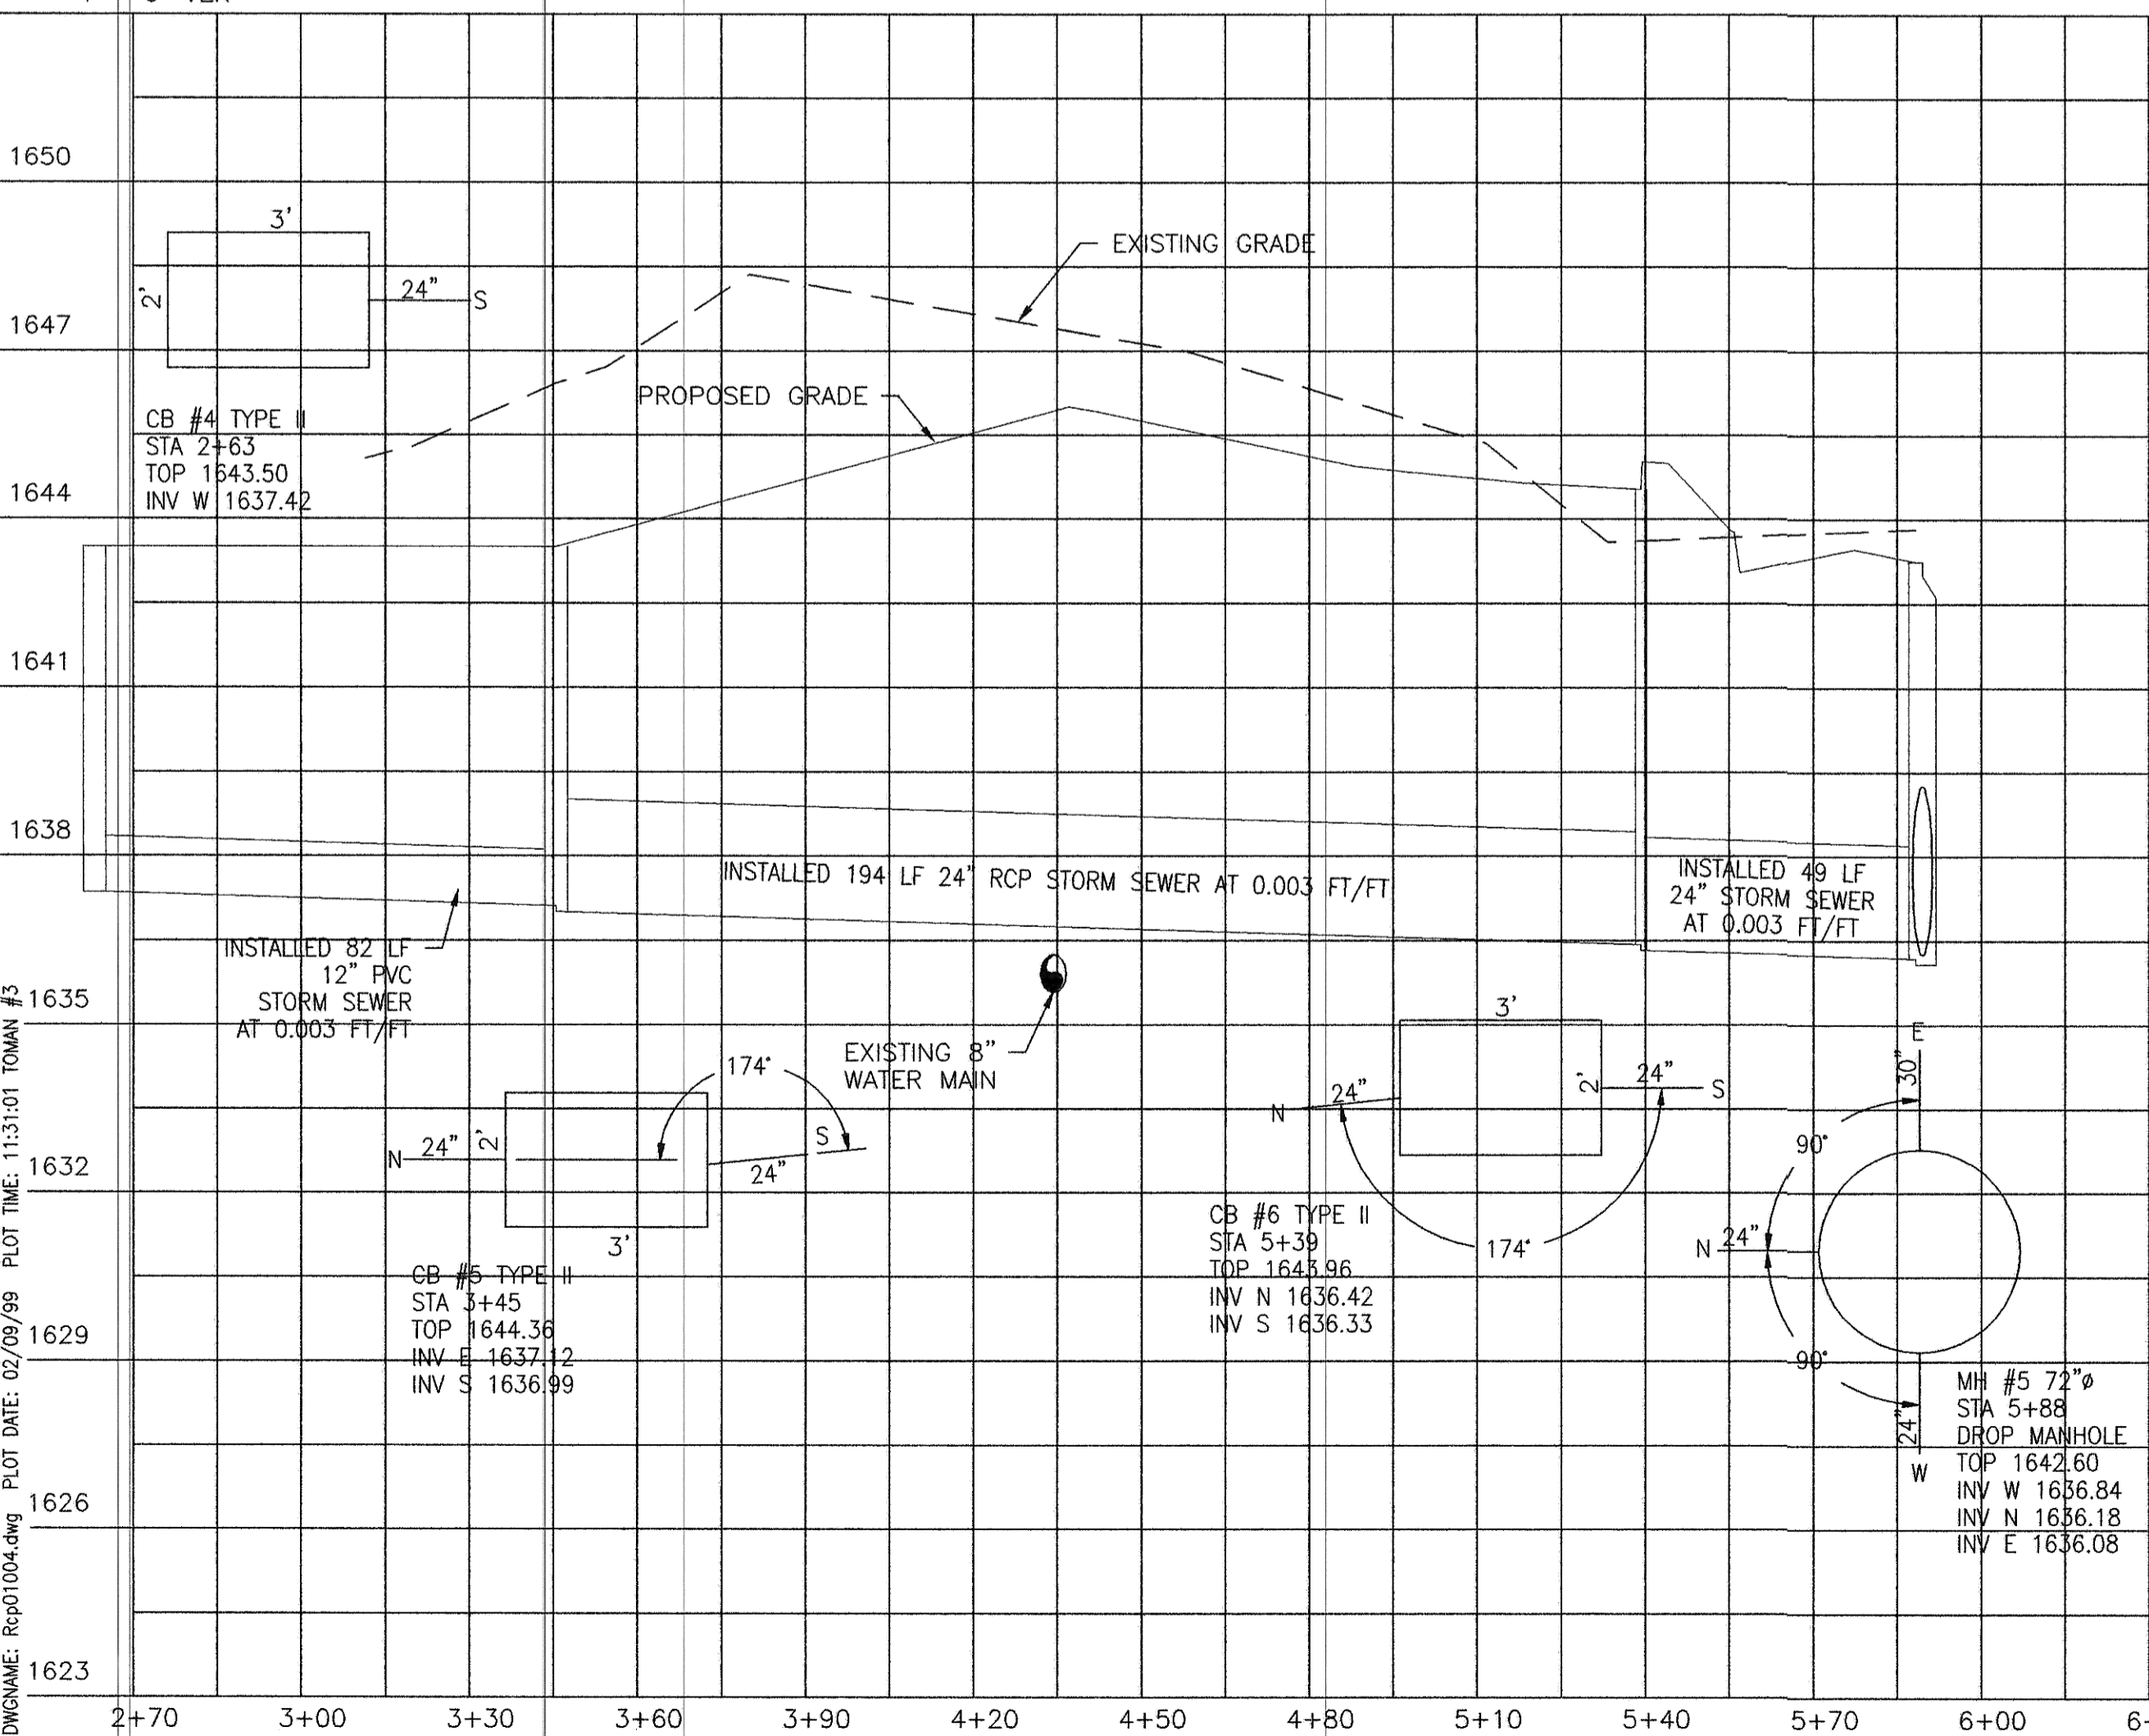 1650
1647
1644
1641
1638
1635
1632
1629
1626
1623
3'
2'
24" S
CB #4 TYPE II
STA 2+63
TOP 1643.50
INV W 1637.42
EXISTING GRADE
PROPOSED GRADE
INSTALLED 194 LF 24" RCP STORM SEWER AT 0.003 FT/FT
INSTALLED 49 LF
24" STORM SEWER
AT 0.003 FT/FT
INSTALLED 82 LF
12" PVC
STORM SEWER
AT 0.003 FT/FT
EXISTING 8"
WATER MAIN
174°
N 24"
2'
S
24"
3'
CB #5 TYPE II
STA 3+45
TOP 1644.36
INV E 1637.12
INV S 1636.99
3'
2'
24" S
N 24"
174°
CB #6 TYPE II
STA 5+39
TOP 1643.96
INV N 1636.42
INV S 1636.33
E
30"
90°
N 24"
90°
24"
W
MH #5 72"ø
STA 5+88
DROP MANHOLE
TOP 1642.60
INV W 1636.84
INV N 1636.18
INV E 1636.08
2+70 3+00 3+30 3+60 3+90 4+20 4+50 4+80 5+10 5+40 5+70 6+00
DWGNAME: Rcp01004.dwg PLOT DATE: 02/09/99 PLOT TIME: 11:31:01 TOMAN #3